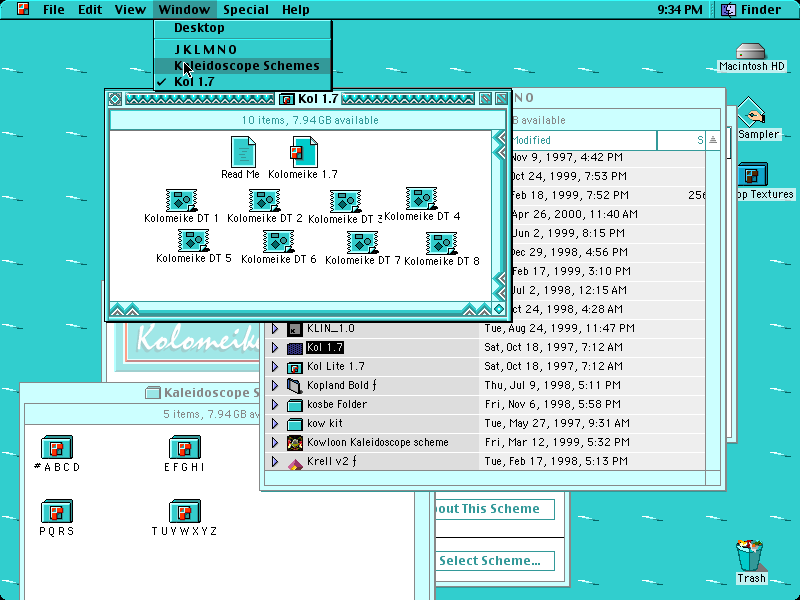 File Edit View Window Special Help 9:34 PM Finder
Desktop
J K L M N O
Kaleidoscope Schemes
✓ Kol 1.7
Macintosh HD
Sampler
Kol 1.7
10 items, 7.94GB available
Read Me Kolomeike 1.7
Kolomeike DT 1 Kolomeike DT 2 Kolomeike DT 3 Kolomeike DT 4
Kolomeike DT 5 Kolomeike DT 6 Kolomeike DT 7 Kolomeike DT 8
N O
B available
Modified S
Nov 9, 1997, 4:42 PM
Oct 24, 1999, 7:53 PM
Feb 18, 1999, 7:52 PM 256
Apr 26, 2000, 11:40 AM
Jun 2, 1999, 8:15 PM
Dec 29, 1998, 4:56 PM
Feb 17, 1999, 3:10 PM
Jul 2, 1998, 12:15 AM
Oct 24, 1998, 4:28 AM
KLIN_1.0 Tue, Aug 24, 1999, 11:47 PM
Kol 1.7 Sat, Oct 18, 1997, 7:12 AM
Kol Lite 1.7 Sat, Oct 18, 1997, 7:12 AM
Kopland Bold ƒ Thu, Jul 9, 1998, 5:11 PM
kosbe Folder Fri, Nov 6, 1998, 5:58 PM
kow kit Tue, May 27, 1997, 9:31 AM
Kowloon Kaleidoscope scheme Fri, Mar 12, 1999, 5:32 PM
Krell v2 ƒ Tue, Feb 17, 1998, 5:13 PM
op Textures
Kolomeike
Kaleidoscope S
5 items, 7.94GB av
#ABCD EFGHI
PQRS TUVWXYZ
out This Scheme
Select Scheme...
Trash